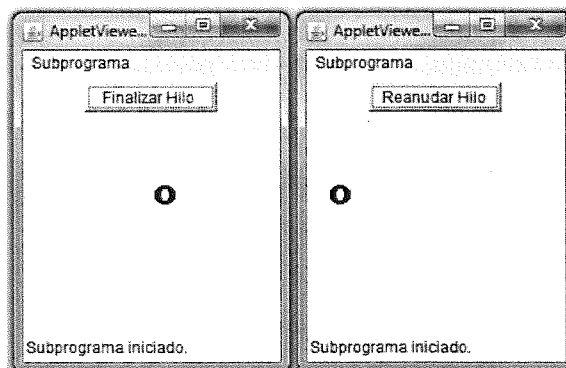 AppletViewe...
Subprograma
Finalizar Hilo
o
Subprograma iniciado.
AppletViewe...
Subprograma
Reanudar Hilo
o
Subprograma iniciado.